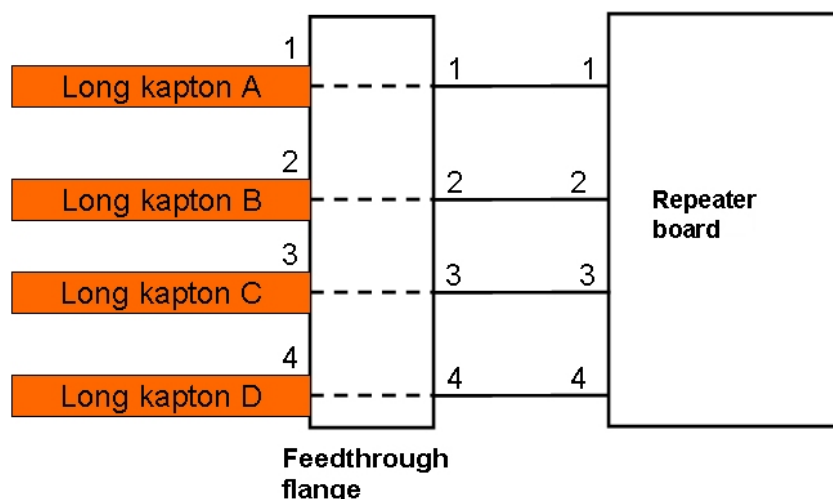 1
Long kapton A
1
1
2
Long kapton B
2
2
Repeater
board
3
Long kapton C
3
3
4
Long kapton D
4
4
Feedthrough
flange